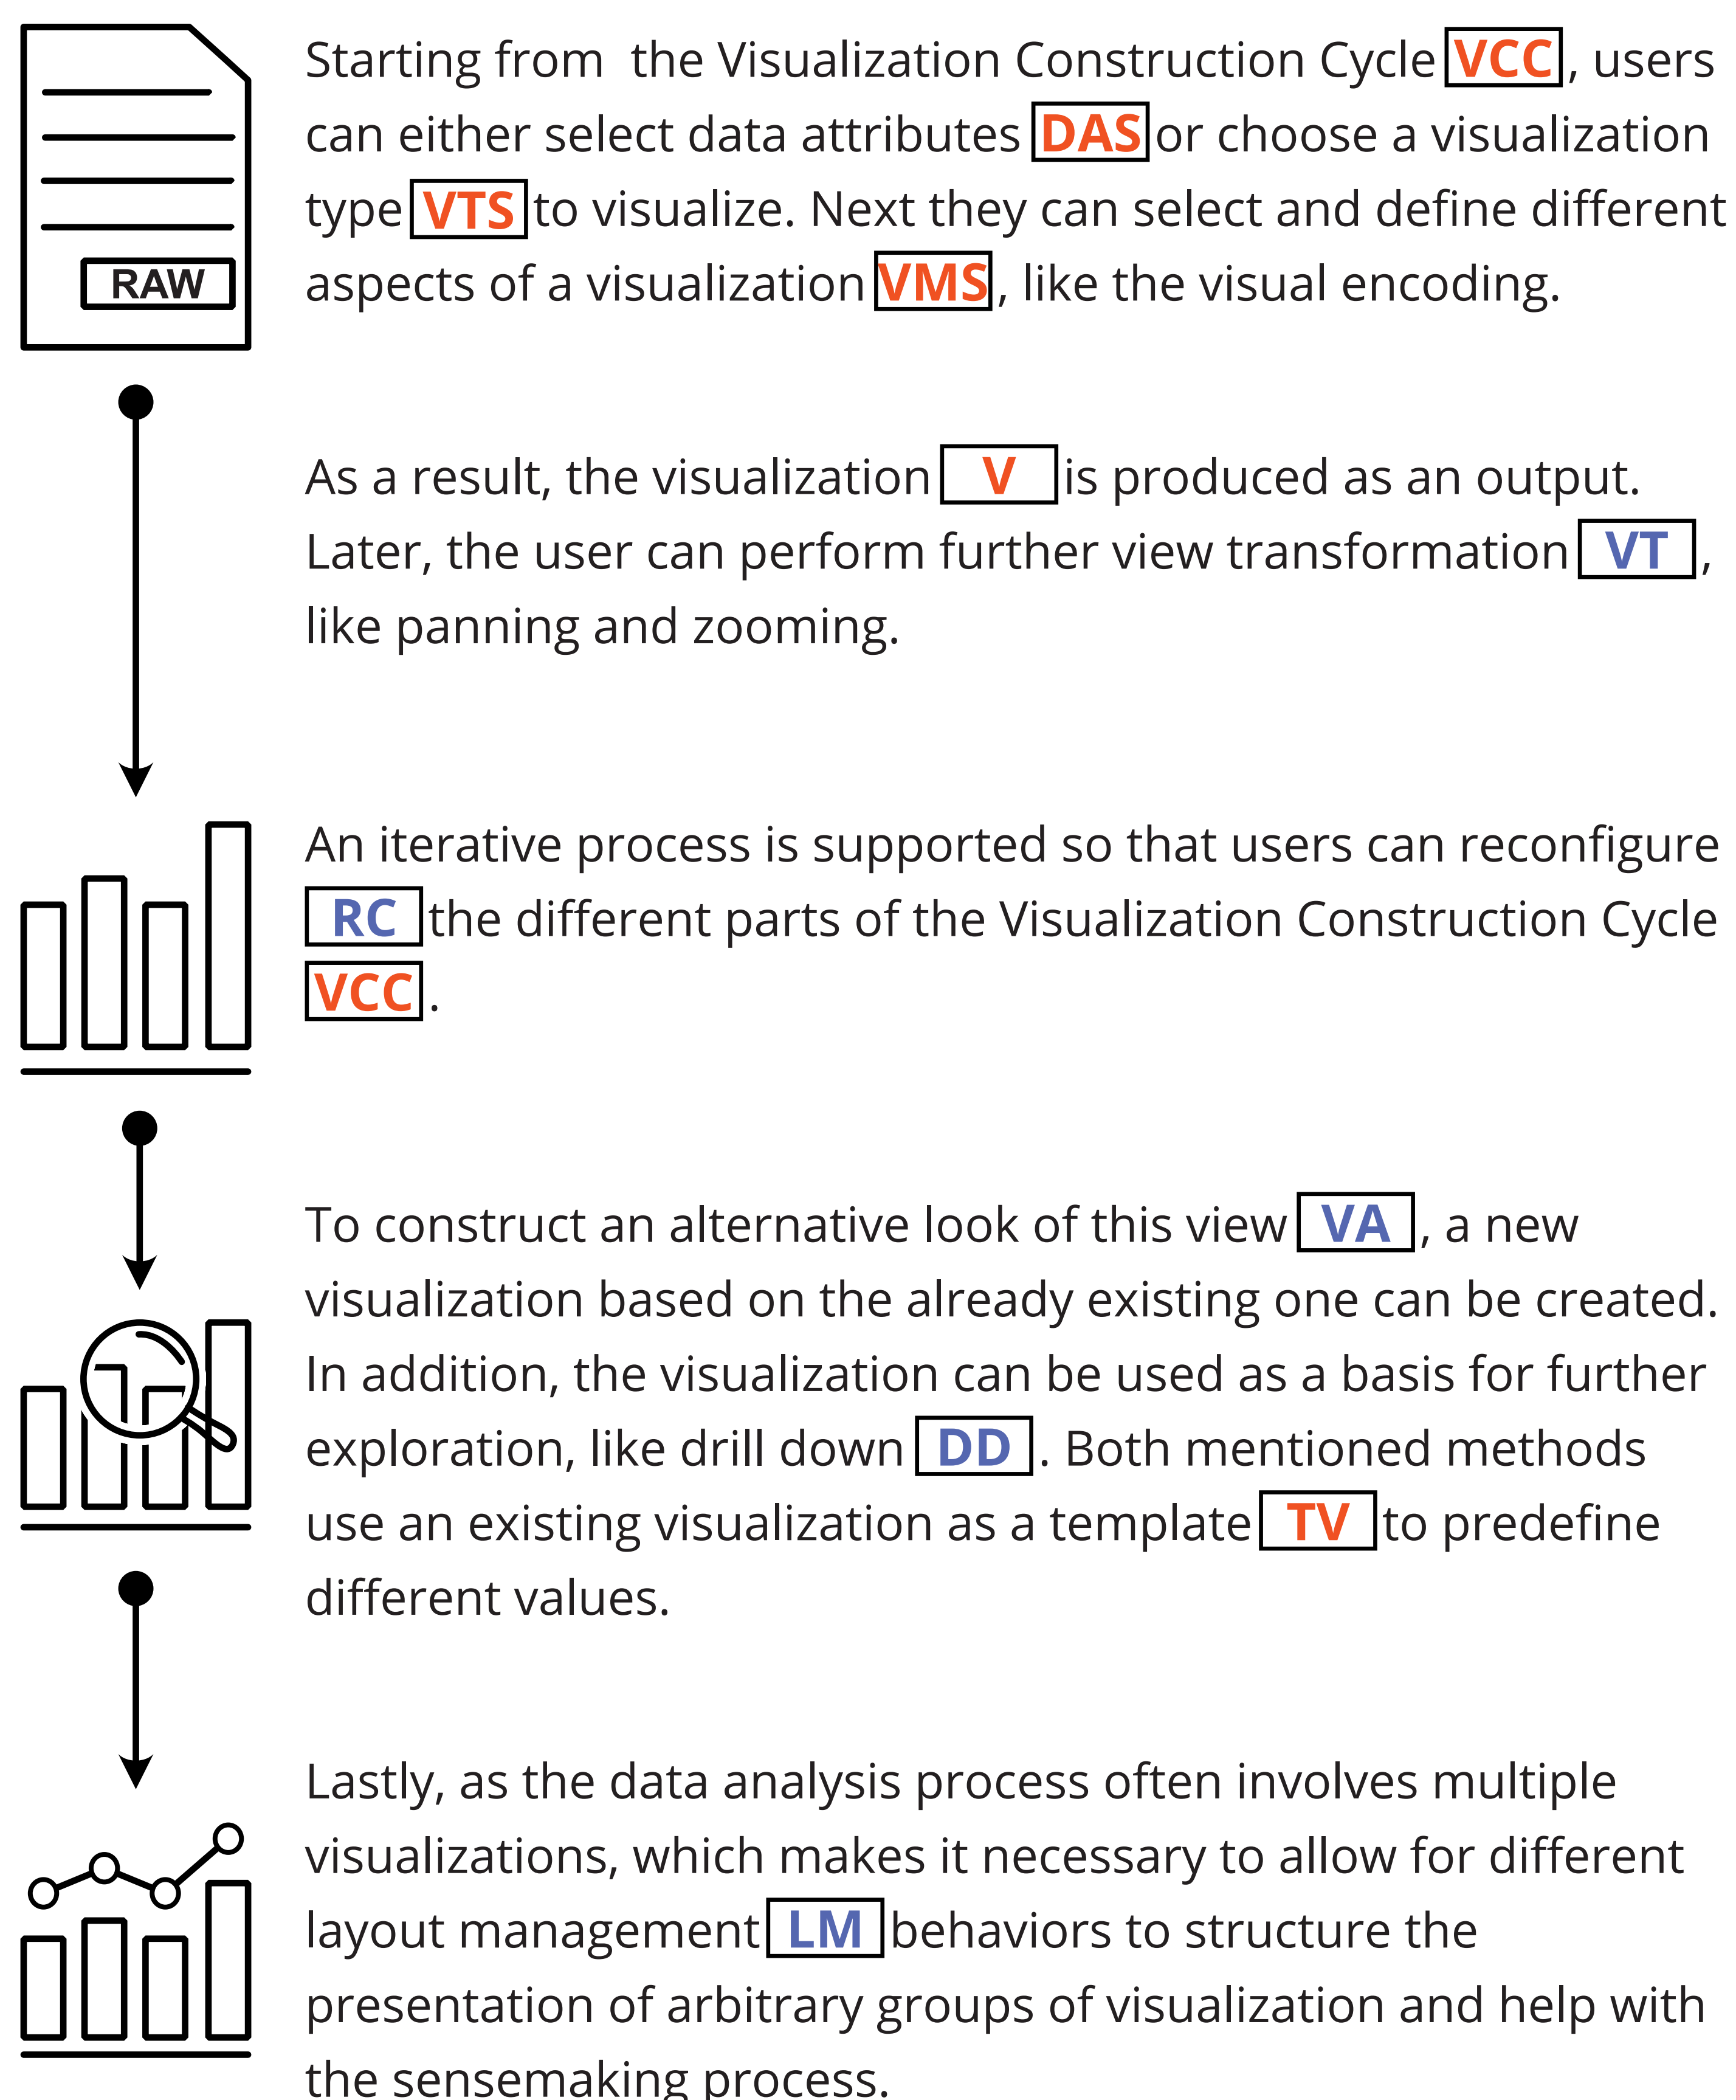 Starting from the Visualization Construction Cycle VCC, users
can either select data attributes DAS or choose a visualization
type VTS to visualize. Next they can select and define different
aspects of a visualization VMS, like the visual encoding.
RAW
As a result, the visualization V is produced as an output.
Later, the user can perform further view transformation VT,
like panning and zooming.
An iterative process is supported so that users can reconfigure
RC the different parts of the Visualization Construction Cycle
VCC.
To construct an alternative look of this view VA, a new
visualization based on the already existing one can be created.
In addition, the visualization can be used as a basis for further
exploration, like drill down DD. Both mentioned methods
use an existing visualization as a template TV to predefine
different values.
Lastly, as the data analysis process often involves multiple
visualizations, which makes it necessary to allow for different
layout management LM behaviors to structure the
presentation of arbitrary groups of visualization and help with
the sensemaking process.